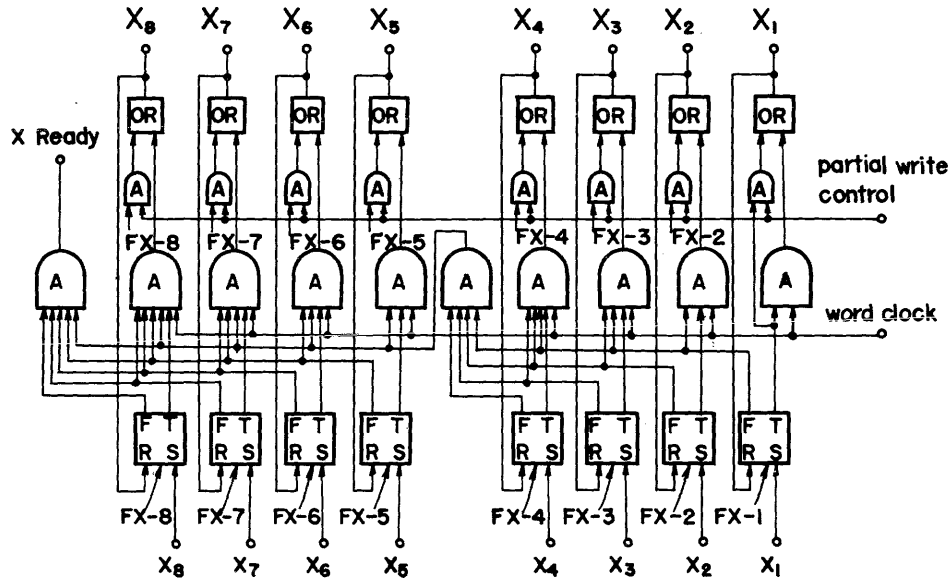 X₈ X₇ X₆ X₅ X₄ X₃ X₂ X₁
OR OR OR OR OR OR OR OR
X Ready
partial write
control
A A A A A A A A
FX-8 FX-7 FX-6 FX-5 FX-4 FX-3 FX-2
A A A A A A A A A A
word clock
F T F T F T F T F T F T F T F T
R S R S R S R S R S R S R S R S
FX-8 FX-7 FX-6 FX-5 FX-4 FX-3 FX-2 FX-1
X₈ X₇ X₆ X₅ X₄ X₃ X₂ X₁